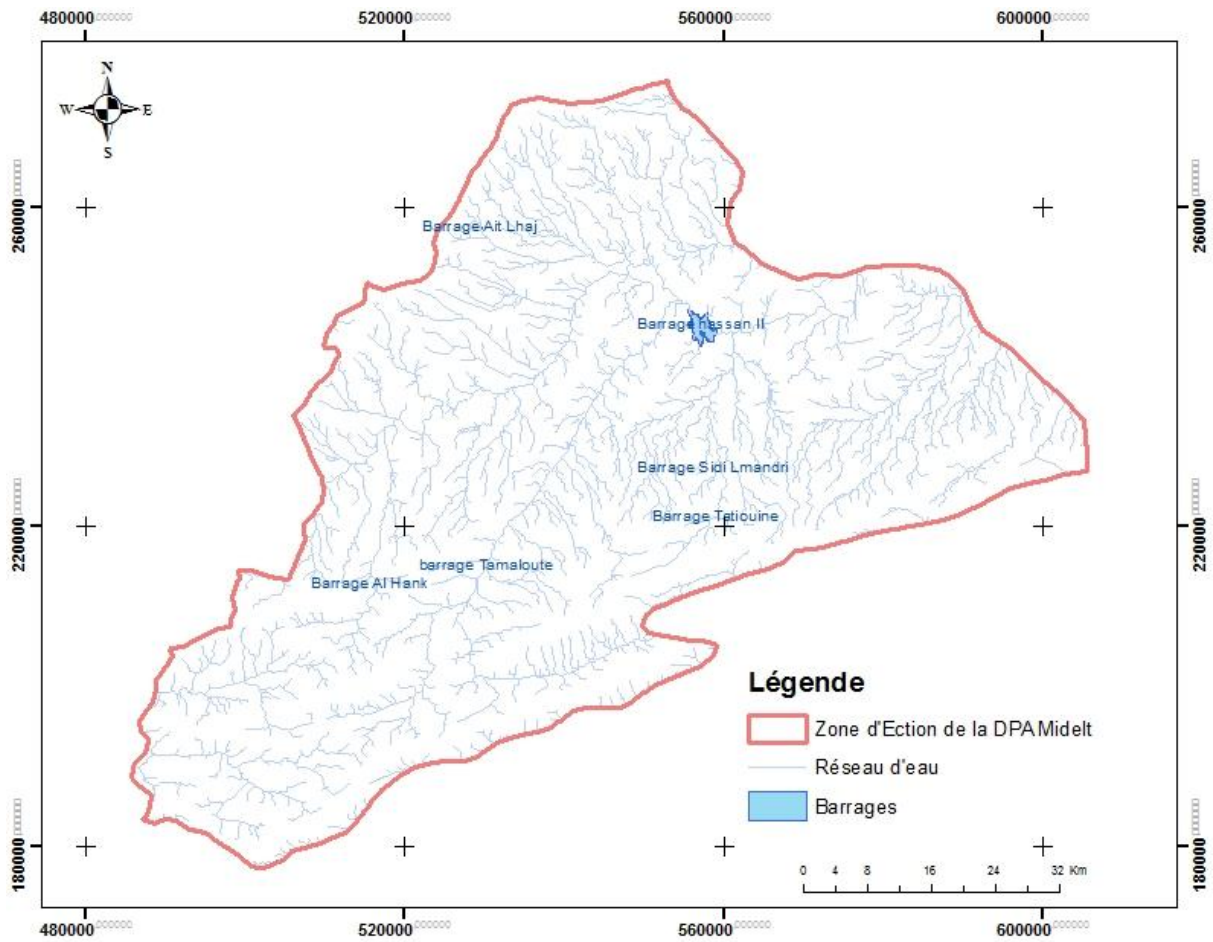 480000 520000 560000 600000
N
W E
S
260000 260000
Barrage Ait Lhaj
Barrage hassan II
Barrage Sidi Lmandri
Barrage Tatiouine
220000 220000
barrage Tamaloute
Barrage Al Hank
Légende
Zone d'Ection de la DPA Midelt
Réseau d'eau
Barrages
180000 180000
0 4 8 16 24 32 Km
480000 520000 560000 600000